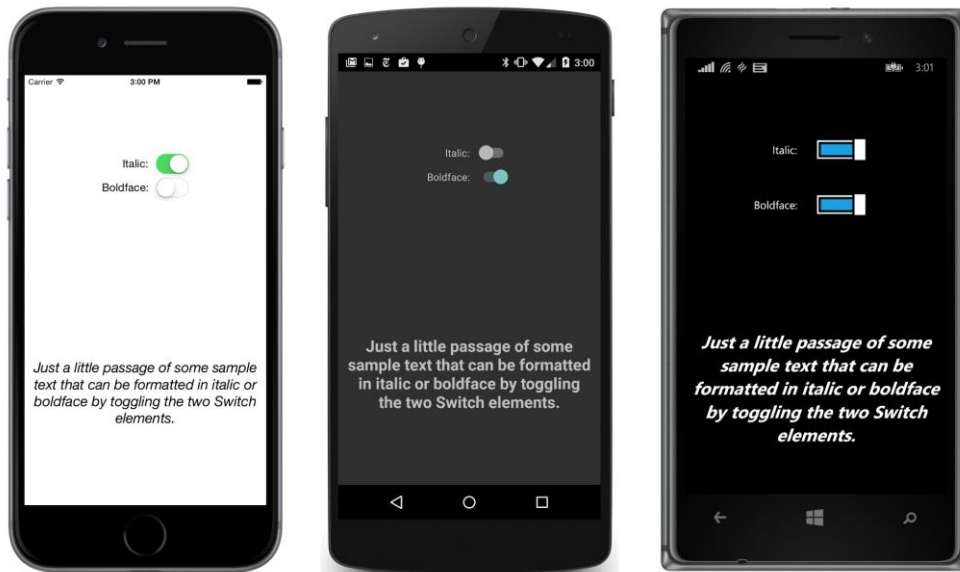 Carrier
3:00 PM
Italic:
Boldface:
Just a little passage of some sample
text that can be formatted in italic or
boldface by toggling the two Switch
elements.
3:00
Italic:
Boldface:
Just a little passage of some
sample text that can be formatted
in italic or boldface by toggling
the two Switch elements.
3:01
Italic:
Boldface:
Just a little passage of some
sample text that can be
formatted in italic or boldface
by toggling the two Switch
elements.